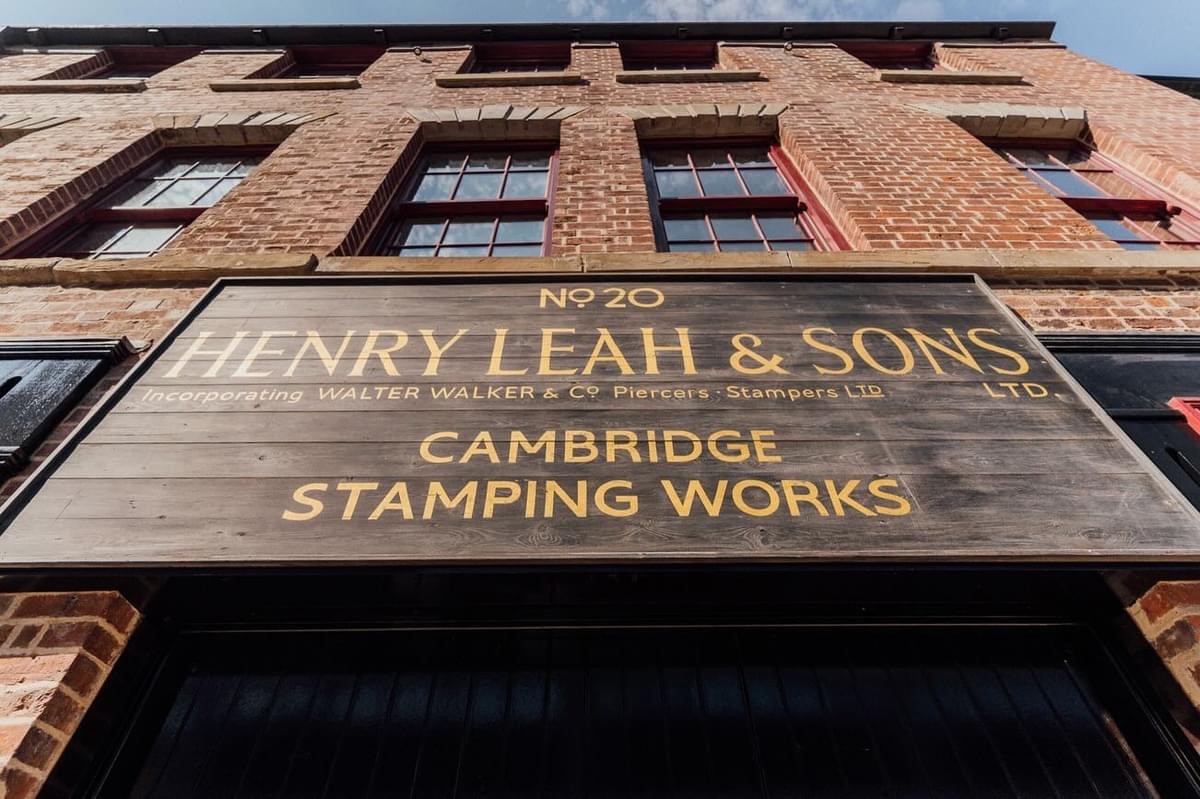 Nº 20
HENRY LEAH & SONS LTD.
Incorporating WALTER WALKER & Cº Piercers · Stampers LTD
CAMBRIDGE
STAMPING WORKS